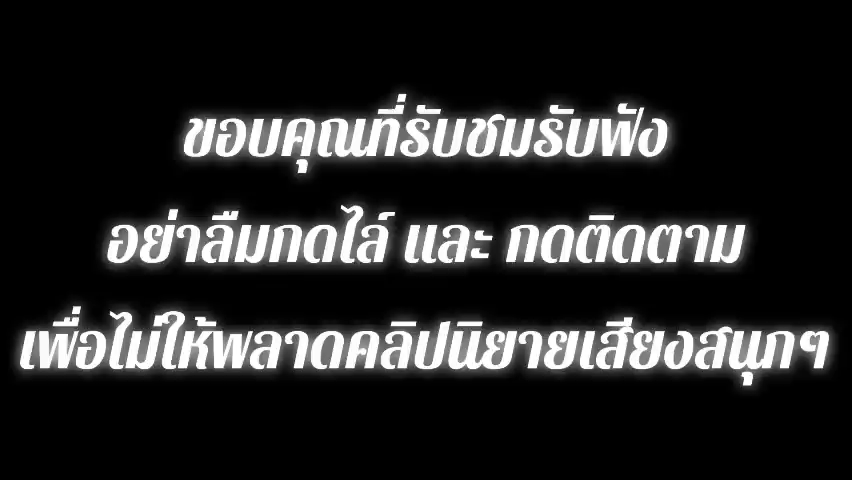 ขอบคุณที่รับชมรับฟัง
อย่าลืมกดไล์ และ กดติดตาม
เพื่อไม่ให้พลาดคลิปนิยายเสียงสนุกๆ